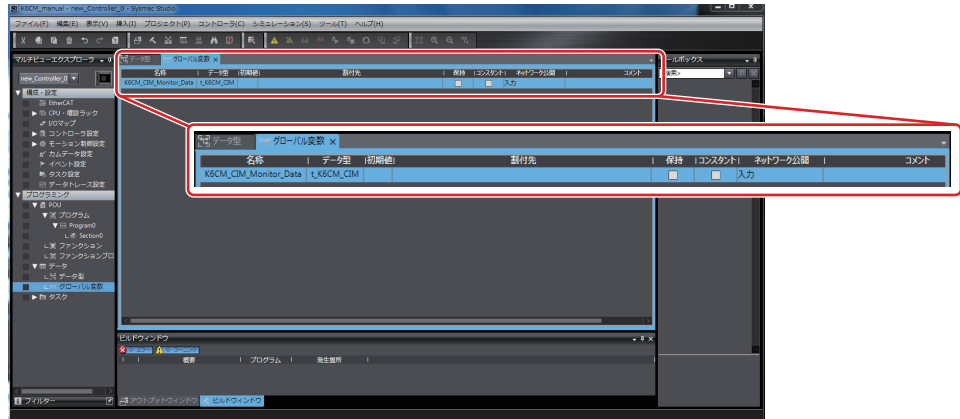 K6CM_manual - new_Controller_0 - Sysmac Studio
ファイル(F) 編集(E) 表示(V) 挿入(I) プロジェクト(P) コントローラ(C) シミュレーション(S) ツール(T) ヘルプ(H)
マルチビューエクスプローラ
new_Controller_0
構成・設定
EtherCAT
CPU・増設ラック
I/Oマップ
コントローラ設定
モーション制御設定
カムデータ設定
イベント設定
タスク設定
データトレース設定
プログラミング
POU
プログラム
Program0
Section0
ファンクション
ファンクションブロ
データ
データ型
グローバル変数
タスク
フィルター
データ型 グローバル変数
名称 データ型 初期値 割付先 保持 コンスタント ネットワーク公開 コメント
K6CM_CIM_Monitor_Data t_K6CM_CIM 入力
データ型 グローバル変数
名称 データ型 初期値 割付先 保持 コンスタント ネットワーク公開 コメント
K6CM_CIM_Monitor_Data t_K6CM_CIM 入力
ルボックス
検索>
ビルドウィンドウ
概要 プログラム 発生箇所
アウトプットウィンドウ ビルドウィンドウ